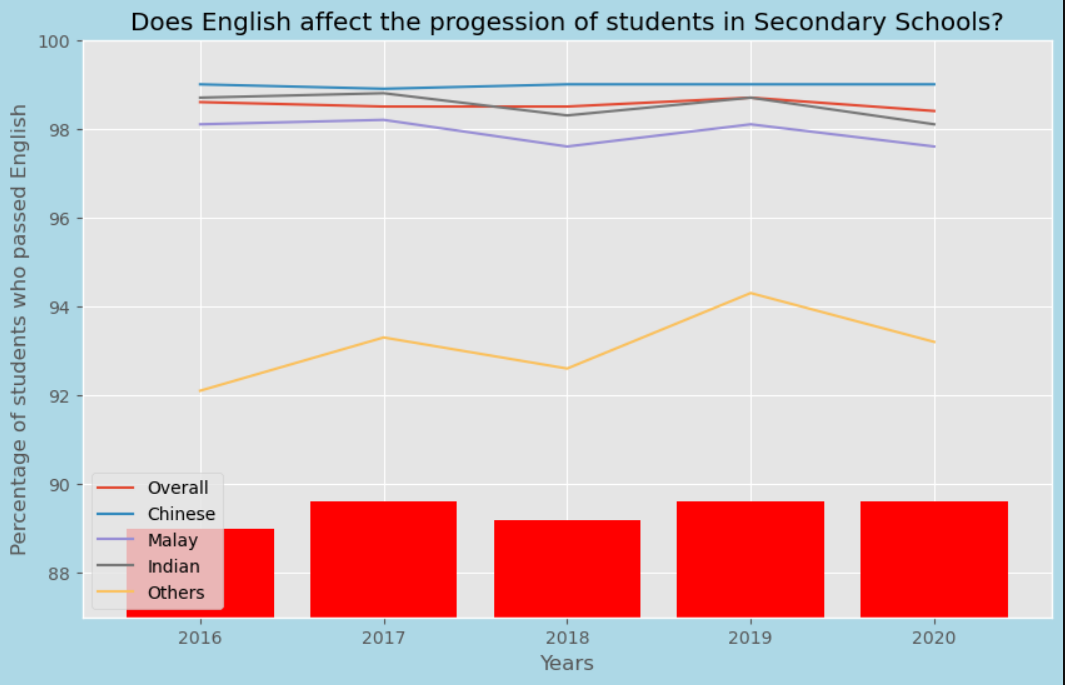 Does English affect the progession of students in Secondary Schools?
Percentage of students who passed English
100
98
96
94
92
90
88
Overall
Chinese
Malay
Indian
Others
2016 2017 2018 2019 2020
Years